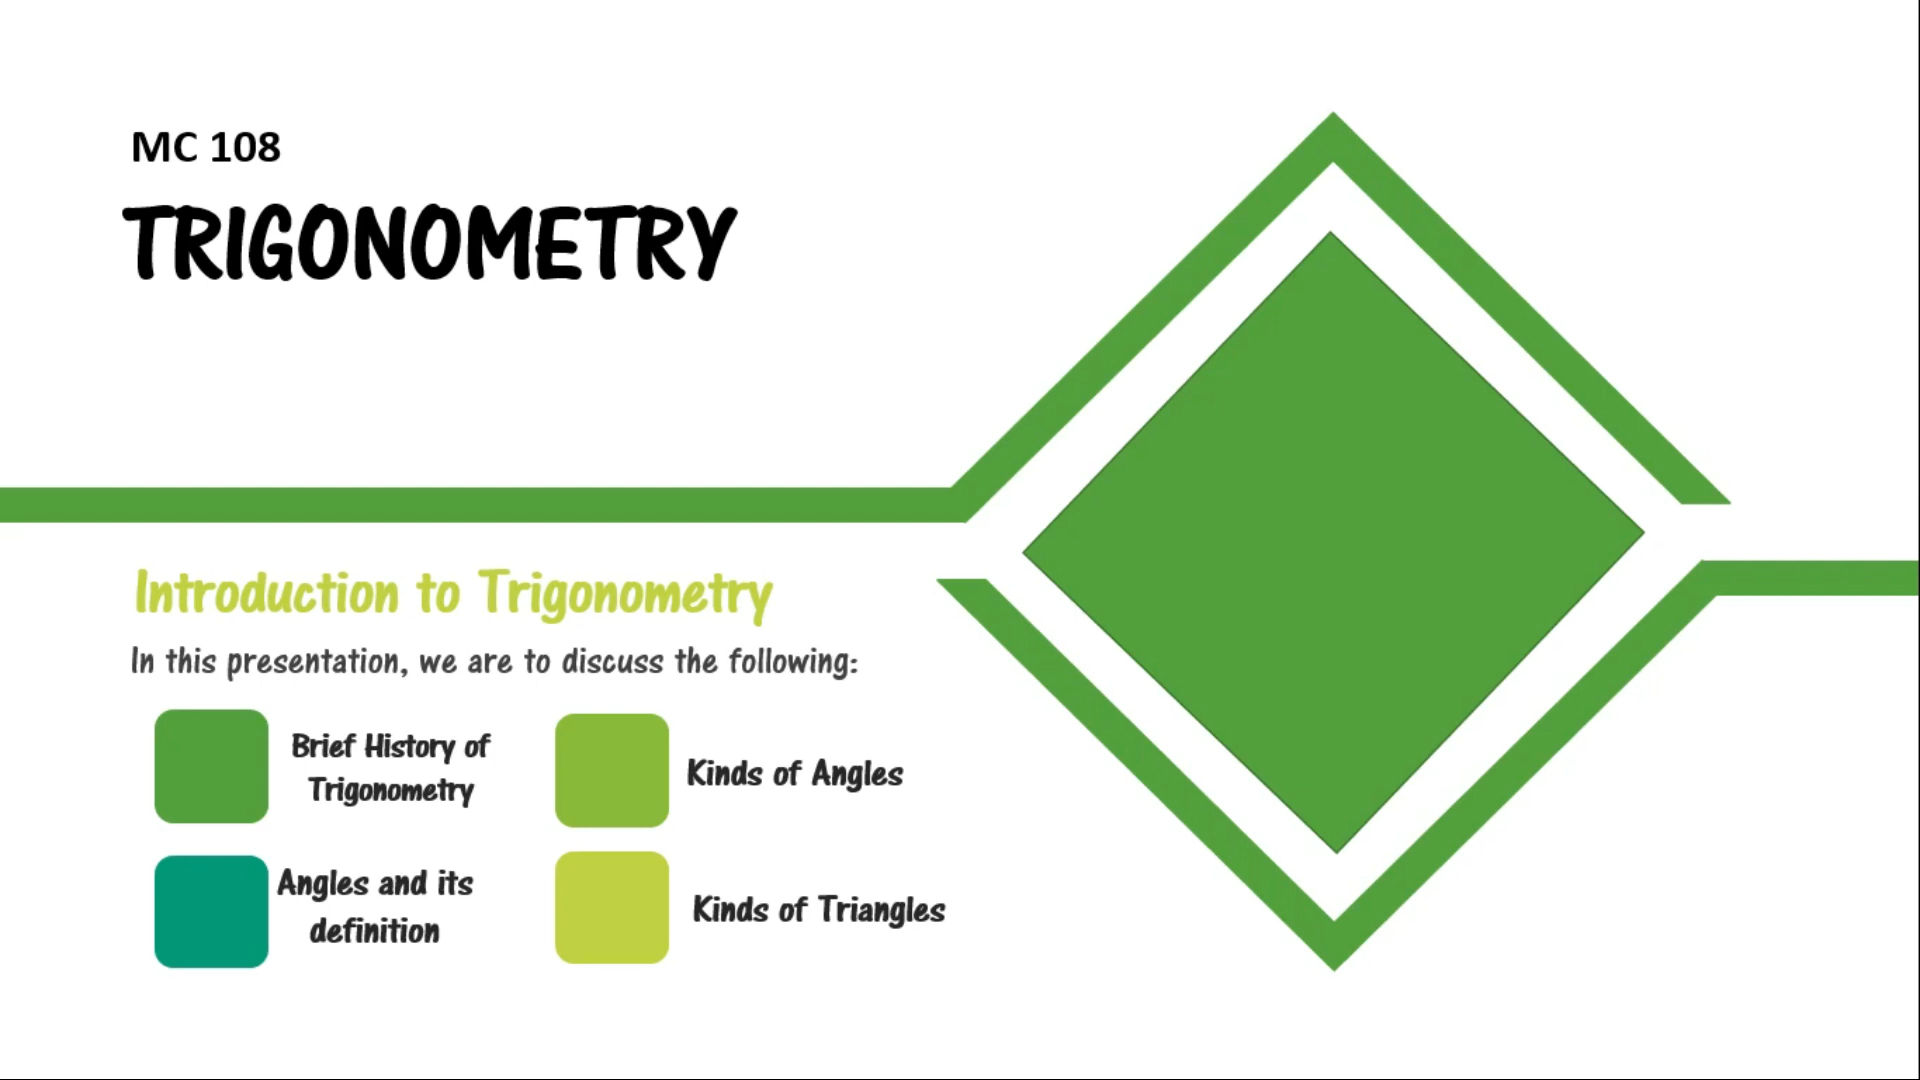 MC 108
TRIGONOMETRY
Introduction to Trigonometry
In this presentation, we are to discuss the following:
Brief History of
Trigonometry
Kinds of Angles
Angles and its
definition
Kinds of Triangles